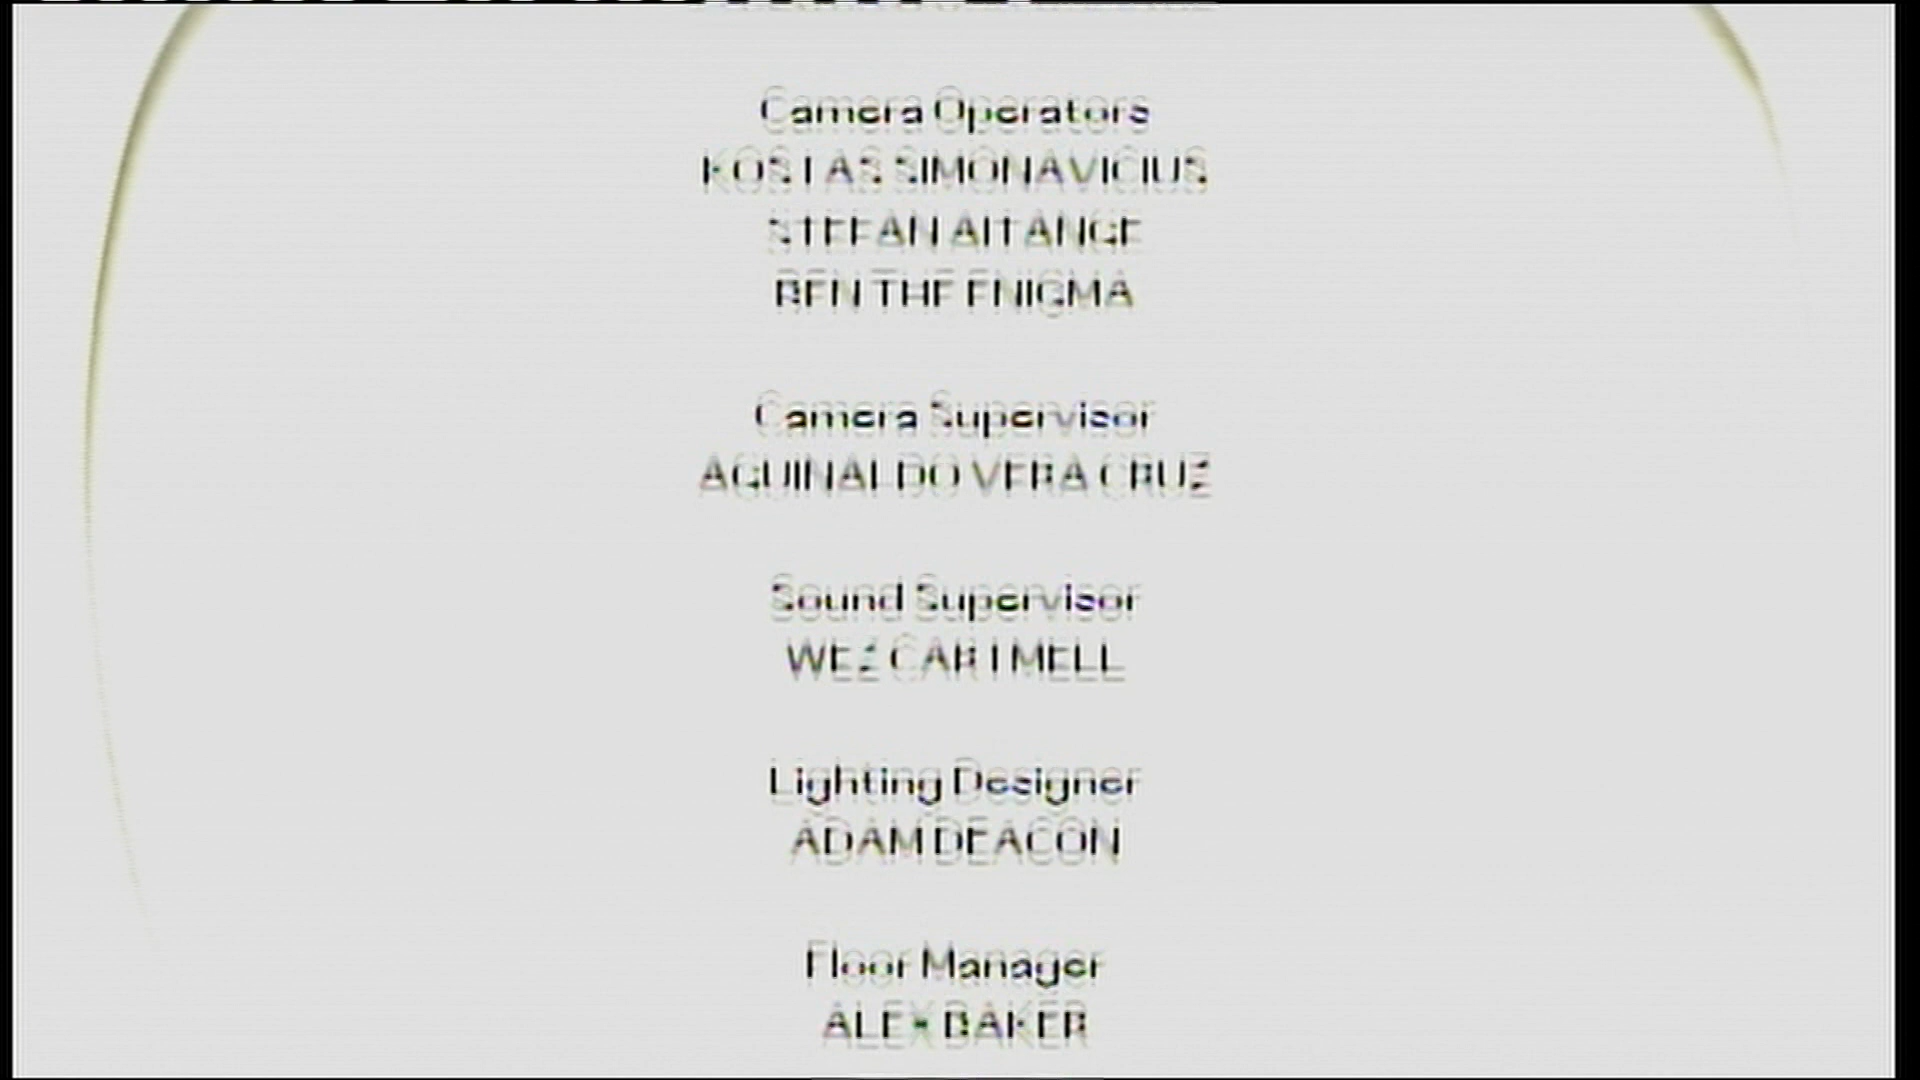 Camera Operators
KOSTAS SIMONAVICIUS
STEFAN AITANGE
BEN THE ENIGMA
Camera Supervisor
AGUINALDO VERA CRUZ
Sound Supervisor
WEZ CARTMELL
Lighting Designer
ADAM DEACON
Floor Manager
ALEX BAKER